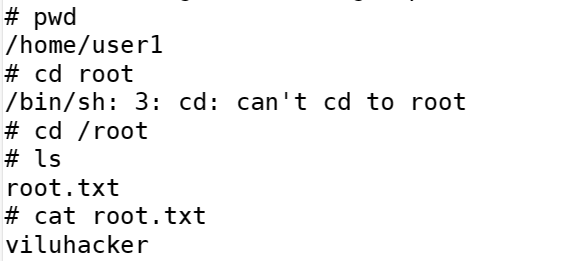 # pwd
/home/user1
# cd root
/bin/sh: 3: cd: can't cd to root
# cd /root
# ls
root.txt
# cat root.txt
viluhacker